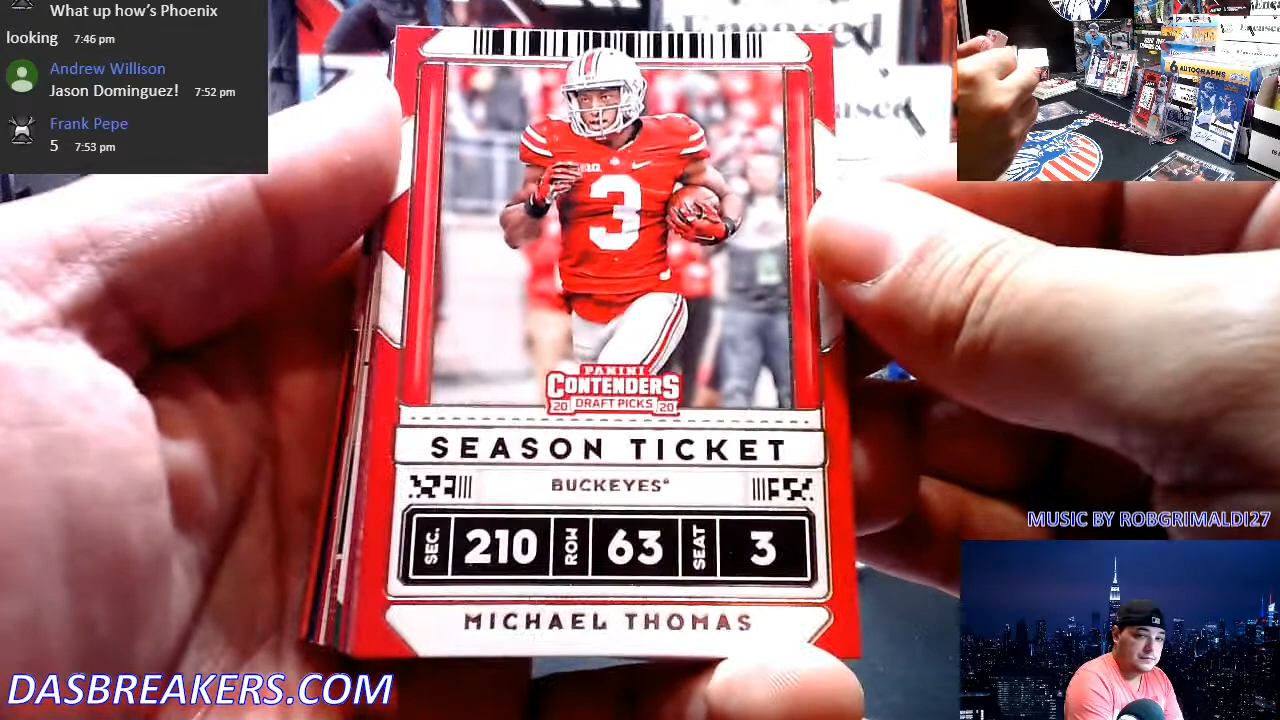 What up how's Phoenix
looking 7:45 pm
Andrew Willison
Jason Dominguez! 7:52 pm
Frank Pepe
5 7:53 pm
AUTOGRAPHS
3
PANINI
CONTENDERS
20 DRAFT PICKS 20
SEASON TICKET
BUCKEYES
SEC. 210 ROW 63 SEAT 3
MICHAEL THOMAS
MUSIC BY ROBGRIMALDI27
DASBREAKERS.COM